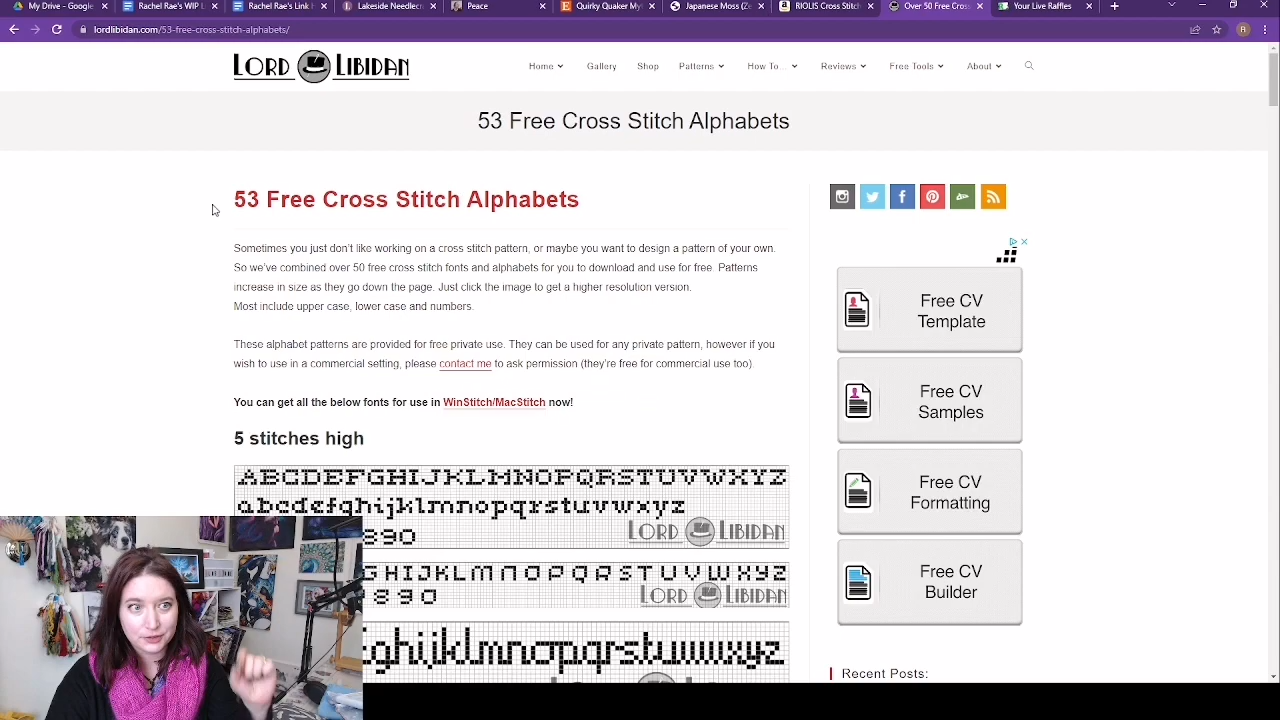 My Drive - Google
Rachel Rae's WIP L
Rachel Rae's Link
Lakeside Needlecr
Peace
Quirky Quaker My
Japanese Moss (Ze
RIOLIS Cross Stitch
Over 50 Free Cross
Your Live Raffles
lordlibidan.com/53-free-cross-stitch-alphabets/
B
LORD LIBIDAN
Home
Gallery
Shop
Patterns
How To...
Reviews
Free Tools
About
53 Free Cross Stitch Alphabets
53 Free Cross Stitch Alphabets
Sometimes you just don't like working on a cross stitch pattern, or maybe you want to design a pattern of your own.
So we've combined over 50 free cross stitch fonts and alphabets for you to download and use for free. Patterns
increase in size as they go down the page. Just click the image to get a higher resolution version.
Most include upper case, lower case and numbers.
These alphabet patterns are provided for free private use. They can be used for any private pattern, however if you
wish to use in a commercial setting, please contact me to ask permission (they're free for commercial use too).
You can get all the below fonts for use in WinStitch/MacStitch now!
5 stitches high
ABCDEFGHIJKLMNOPQRSTUVWXYZ
abcdefghijklmnopqrstuvwxyz
890
LORD LIBIDAN
GHIJKLMNOPQRSTUVWXYZ
890
LORD LIBIDAN
ghijklmnopqrstuvwxyz
Free CV
Template
Free CV
Samples
Free CV
Formatting
Free CV
Builder
Recent Posts: